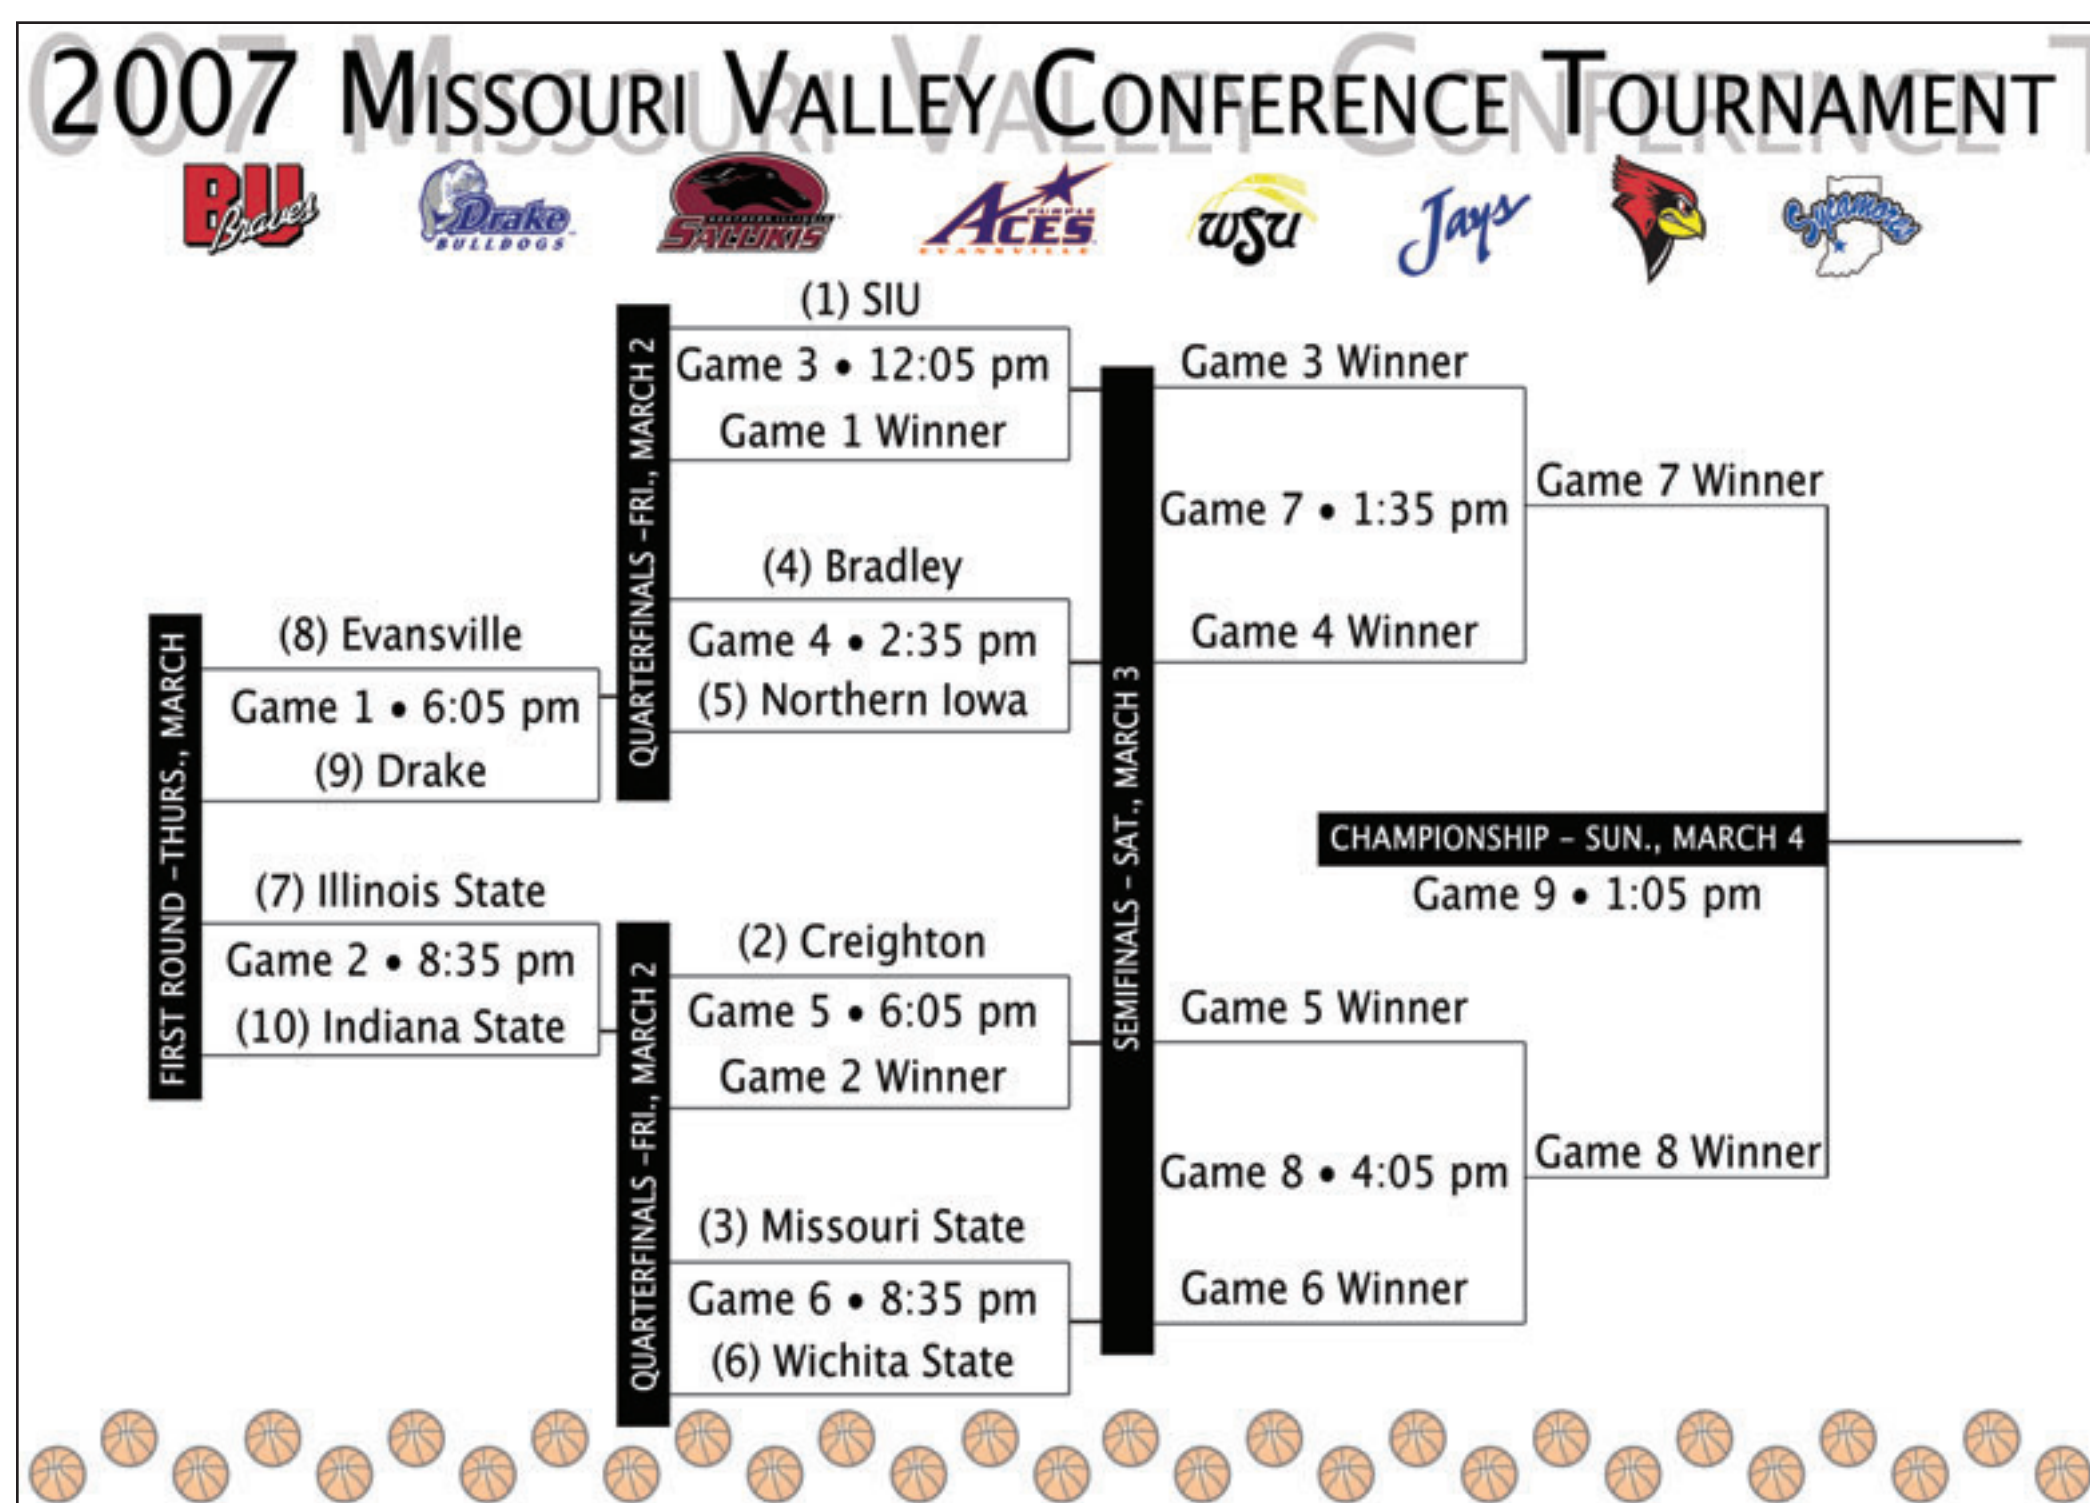 2007 MISSOURI VALLEY CONFERENCE TOURNAMENT
BU Braves
Drake BULLDOGS
SOUTHERN ILLINOIS SALUKIS
PURPLE ACES EVANSVILLE
WSU
Jays
Sycamores
FIRST ROUND –THURS., MARCH
(8) Evansville
Game 1 • 6:05 pm
(9) Drake
(7) Illinois State
Game 2 • 8:35 pm
(10) Indiana State
QUARTERFINALS –FRI., MARCH 2
(1) SIU
Game 3 • 12:05 pm
Game 1 Winner
(4) Bradley
Game 4 • 2:35 pm
(5) Northern Iowa
QUARTERFINALS –FRI., MARCH 2
(2) Creighton
Game 5 • 6:05 pm
Game 2 Winner
(3) Missouri State
Game 6 • 8:35 pm
(6) Wichita State
SEMIFINALS – SAT., MARCH 3
Game 3 Winner
Game 7 • 1:35 pm
Game 4 Winner
Game 5 Winner
Game 8 • 4:05 pm
Game 6 Winner
Game 7 Winner
CHAMPIONSHIP – SUN., MARCH 4
Game 9 • 1:05 pm
Game 8 Winner